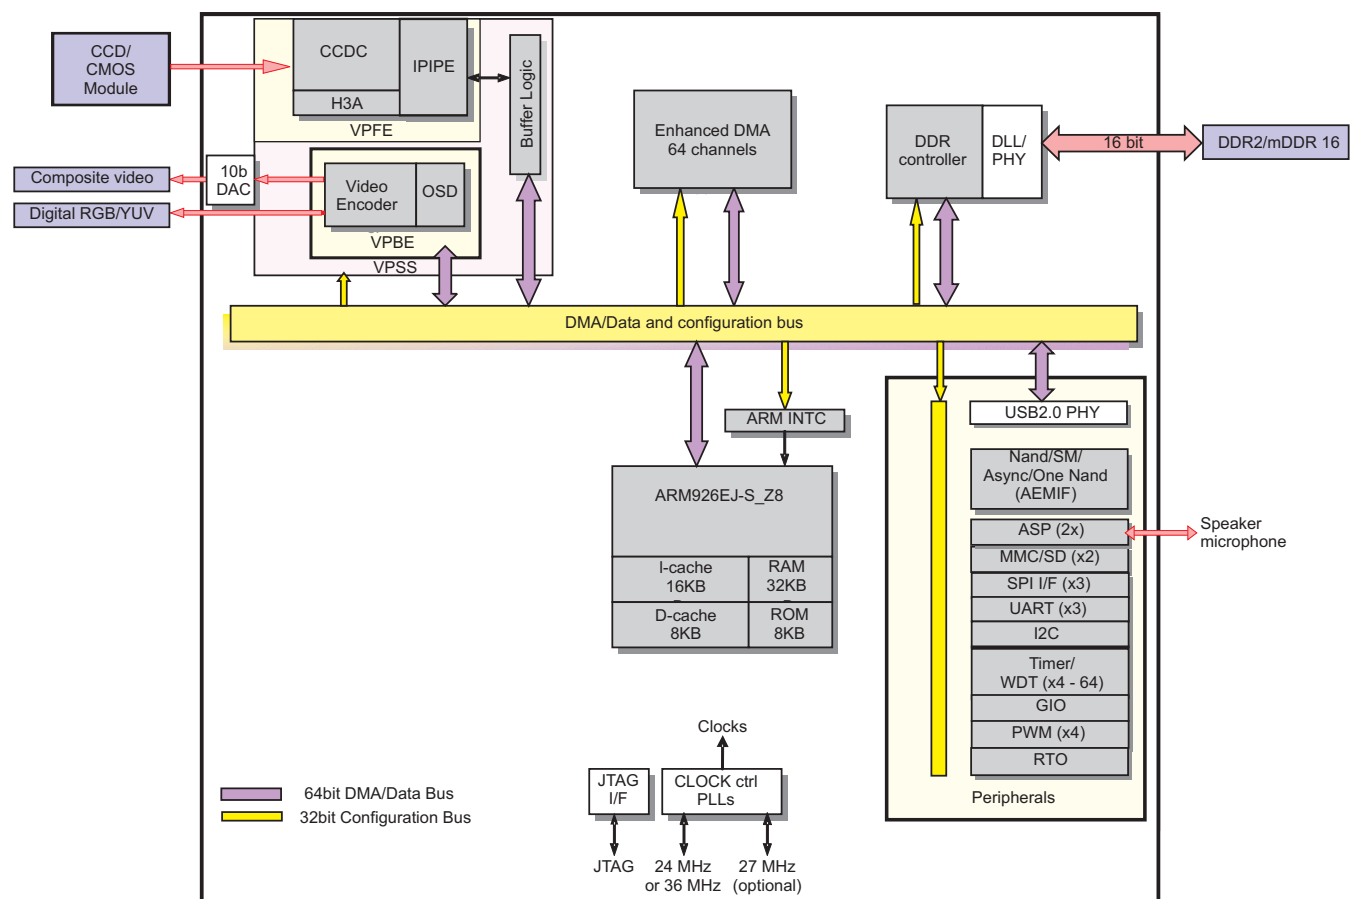 CCD/
CMOS
Module
CCDC
IPIPE
H3A
VPFE
Buffer Logic
Enhanced DMA
64 channels
DDR
controller
DLL/
PHY
16 bit
DDR2/mDDR 16
Composite video
10b
DAC
Digital RGB/YUV
Video
Encoder
OSD
VPBE
VPSS
DMA/Data and configuration bus
ARM INTC
USB2.0 PHY
ARM926EJ-S_Z8
Nand/SM/
Async/One Nand
(AEMIF)
ASP (2x)
Speaker
microphone
MMC/SD (x2)
I-cache
16KB
RAM
32KB
SPI I/F (x3)
UART (x3)
D-cache
8KB
ROM
8KB
I2C
Timer/
WDT (x4 - 64)
GIO
PWM (x4)
RTO
Peripherals
Clocks
JTAG
I/F
CLOCK ctrl
PLLs
64bit DMA/Data Bus
32bit Configuration Bus
JTAG
24 MHz
or 36 MHz
27 MHz
(optional)